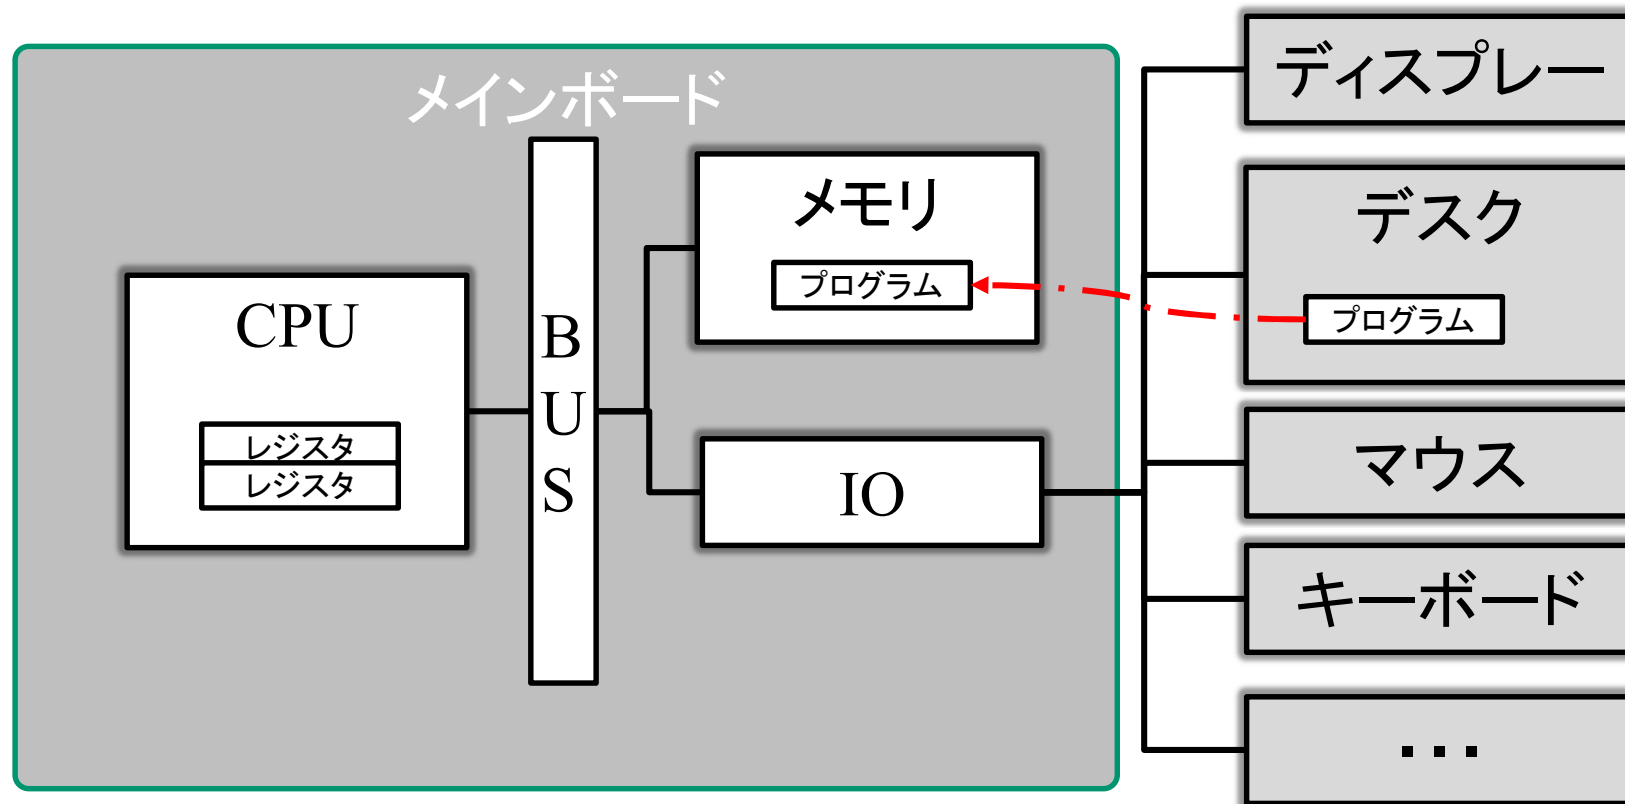 メインボード
CPU
レジスタ
レジスタ
B
U
S
メモリ
プログラム
IO
ディスプレー
デスク
プログラム
マウス
キーボード
...